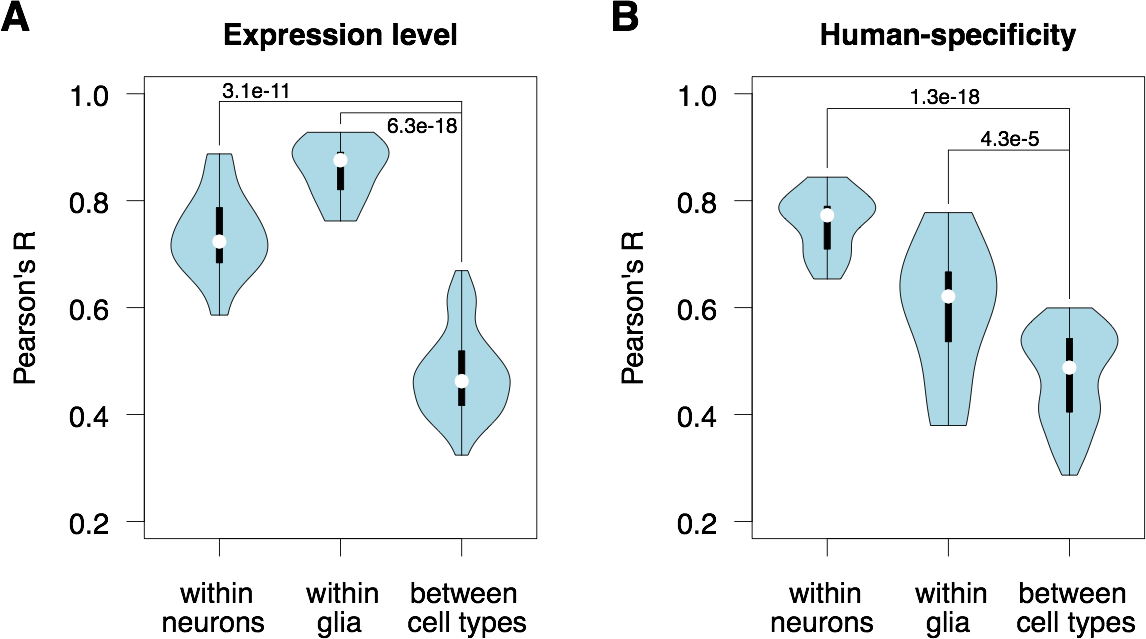 A
Expression level
Pearson's R
1.0
0.8
0.6
0.4
0.2
3.1e-11
6.3e-18
within
neurons
within
glia
between
cell types
B
Human-specificity
Pearson's R
1.0
0.8
0.6
0.4
0.2
1.3e-18
4.3e-5
within
neurons
within
glia
between
cell types